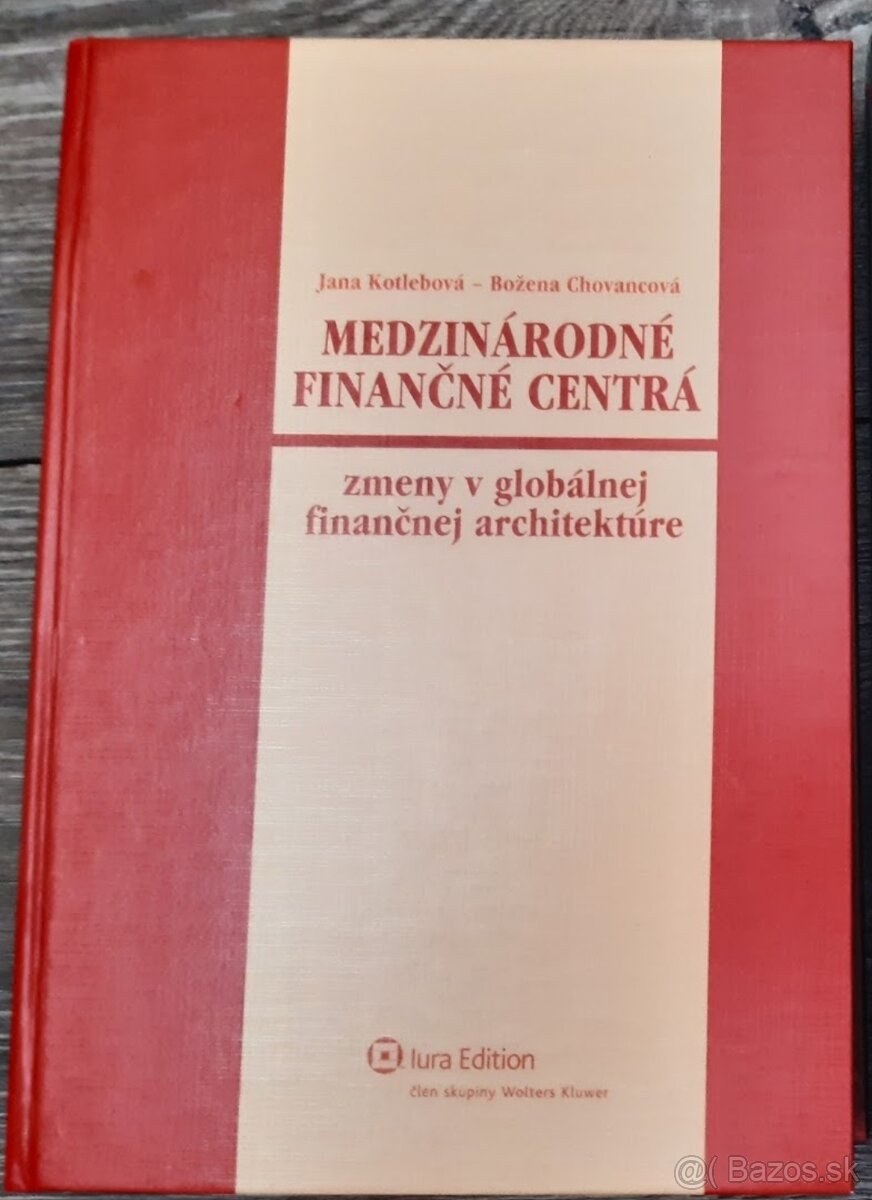 Jana Kotlebová – Božena Chovancová
MEDZINÁRODNÉ
FINANČNÉ CENTRÁ
zmeny v globálnej
finančnej architektúre
Iura Edition
člen skupiny Wolters Kluwer
@( Bazos.sk